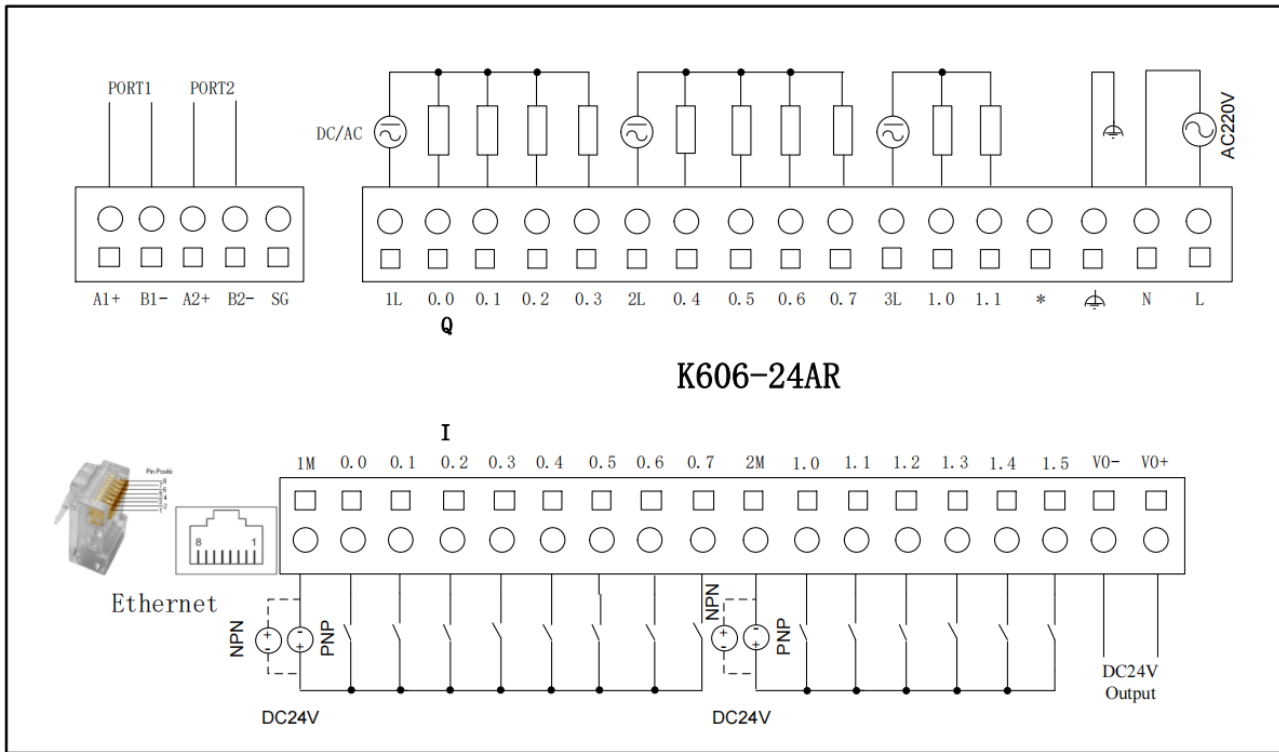 PORT1 PORT2
DC/AC
AC220V
A1+ B1- A2+ B2- SG
1L 0.0 0.1 0.2 0.3 2L 0.4 0.5 0.6 0.7 3L 1.0 1.1 * N L
Q
K606-24AR
I
1M 0.0 0.1 0.2 0.3 0.4 0.5 0.6 0.7 2M 1.0 1.1 1.2 1.3 1.4 1.5 VO- VO+
8 1
Ethernet
NPN + - - + PNP
NPN + - - + PNP
DC24V
DC24V
DC24V
Output